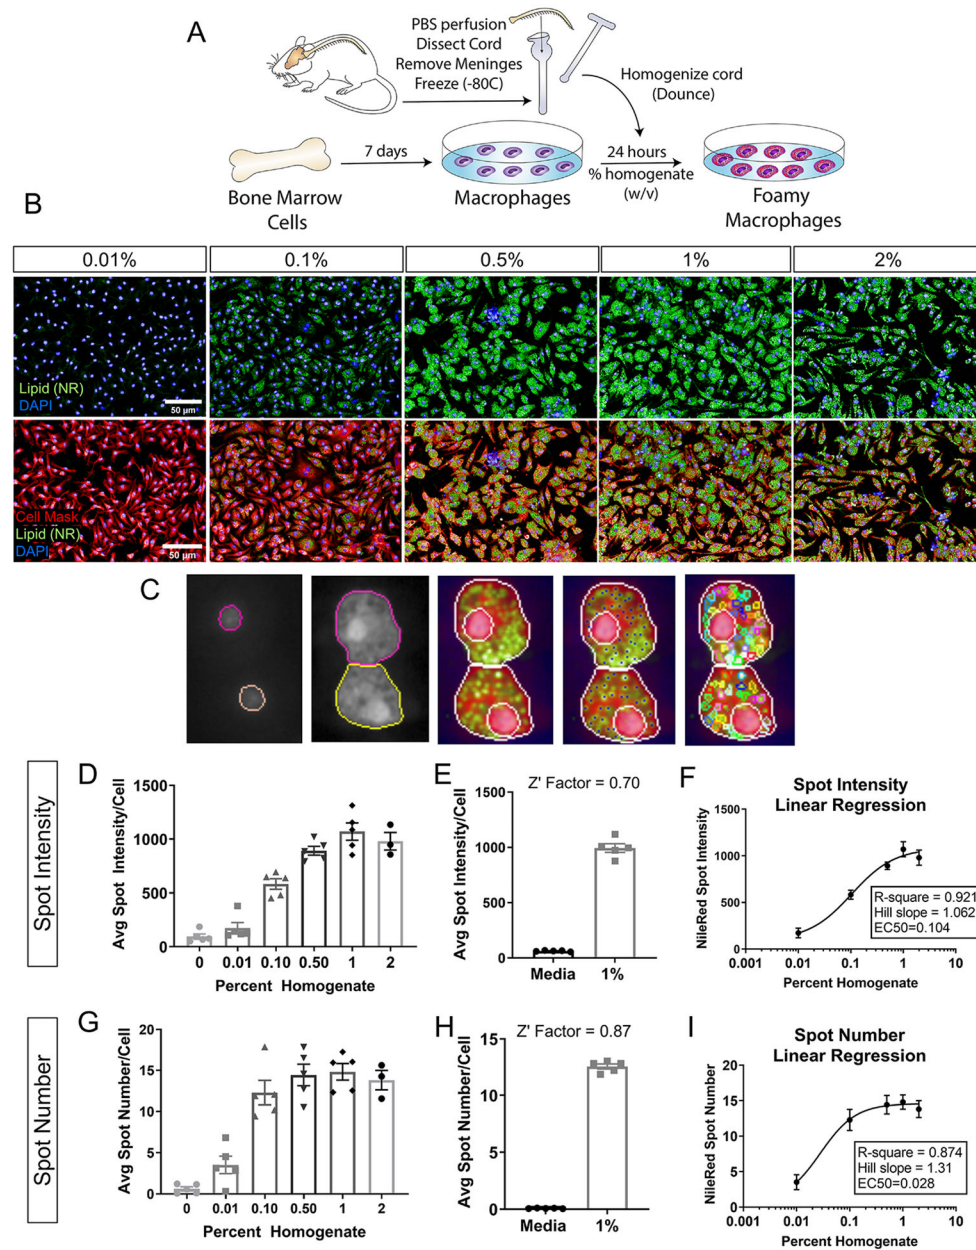 A
PBS perfusion
Dissect Cord
Remove Meninges
Freeze (-80C)
Homogenize cord
(Dounce)
7 days
24 hours
% homogenate
(w/v)
Bone Marrow
Cells
Macrophages
Foamy
Macrophages
B
0.01%
0.1%
0.5%
1%
2%
Lipid (NR)
DAPI
50 µm
Cell Mask
Lipid (NR)
DAPI
50 µm
C
Spot Intensity
D
Avg Spot Intensity/Cell
1500
1000
500
0
0
0.01
0.10
0.50
1
2
Percent Homogenate
E
Z' Factor = 0.70
Avg Spot Intensity/Cell
1500
1000
500
0
Media
1%
F
Spot Intensity
Linear Regression
NileRed Spot Intensity
1500
1000
500
0
0.001
0.01
0.1
1
10
Percent Homogenate
R-square = 0.921
Hill slope = 1.062
EC50=0.104
Spot Number
G
Avg Spot Number/Cell
20
15
10
5
0
0
0.01
0.10
0.50
1
2
Percent Homogenate
H
Z' Factor = 0.87
Avg Spot Number/Cell
15
10
5
0
Media
1%
I
Spot Number
Linear Regression
NileRed Spot Number
20
15
10
5
0
0.001
0.01
0.1
1
10
Percent Homogenate
R-square = 0.874
Hill slope = 1.31
EC50=0.028